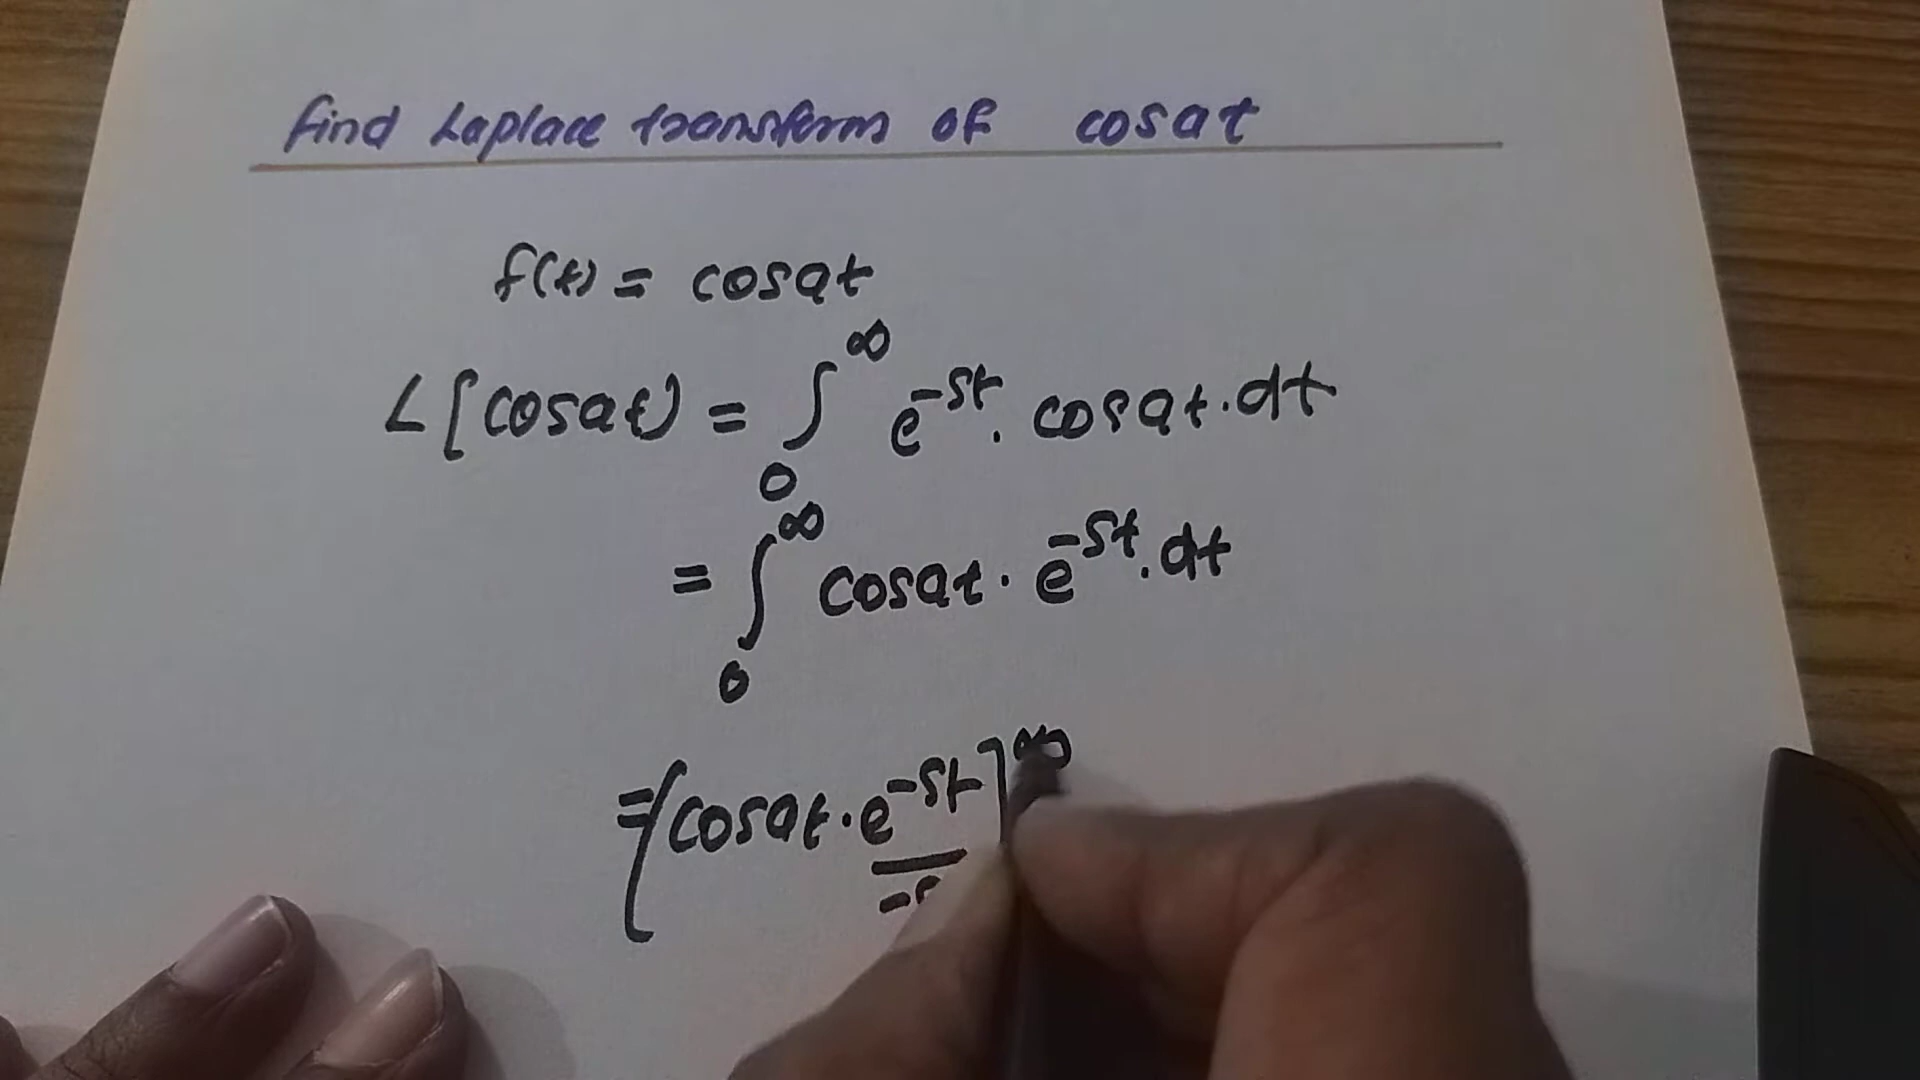 find Laplace transform of cosat
f(t) = cosat
L[cosat) = ∫₀^∞ e^-st. cosat.dt
= ∫₀^∞ cosat. e^-st.dt
=[cosat. e^-st/-s]^∞